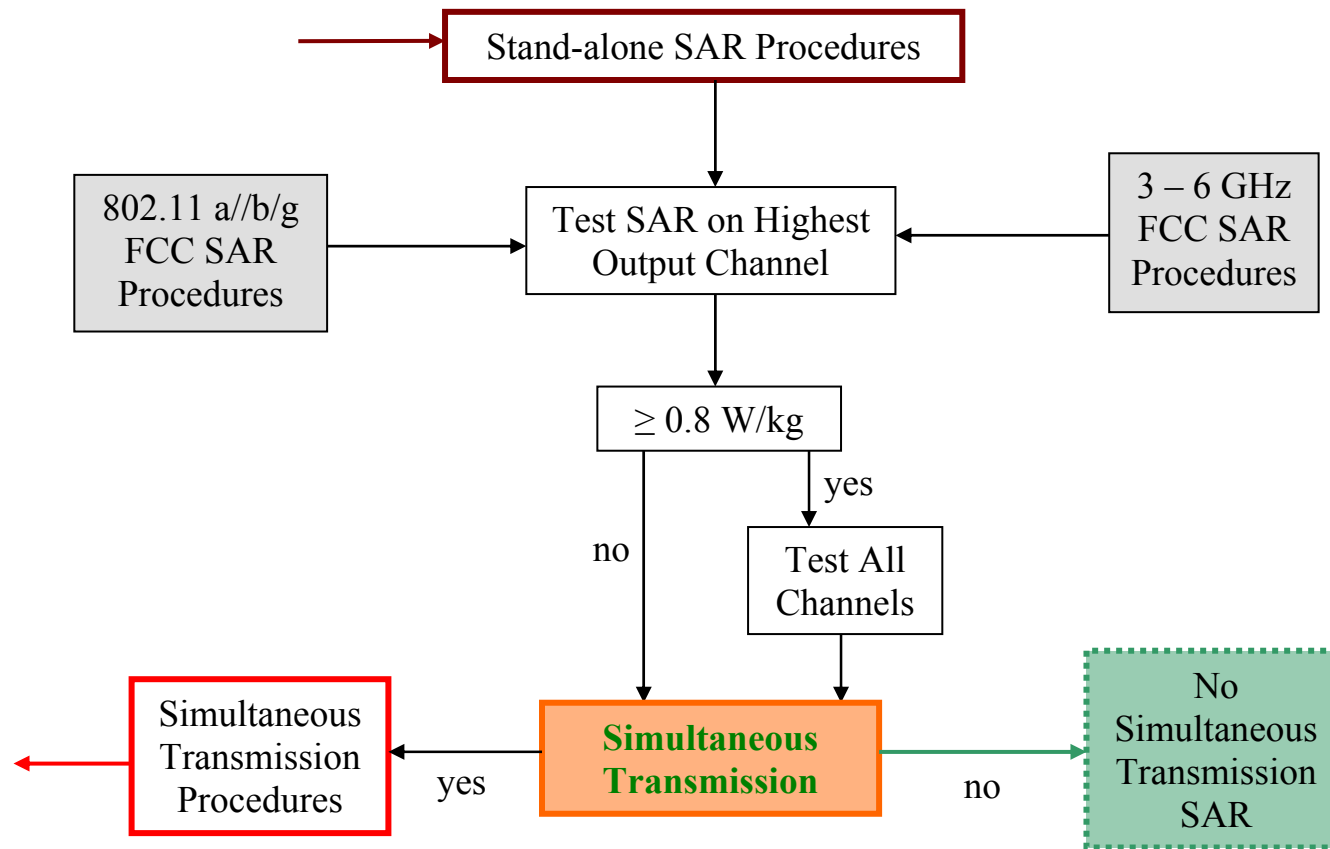 Stand-alone SAR Procedures
802.11 a//b/g
FCC SAR
Procedures
Test SAR on Highest
Output Channel
3 – 6 GHz
FCC SAR
Procedures
≥ 0.8 W/kg
yes
no
Test All
Channels
Simultaneous
Transmission
Procedures
yes
Simultaneous
Transmission
no
No
Simultaneous
Transmission
SAR